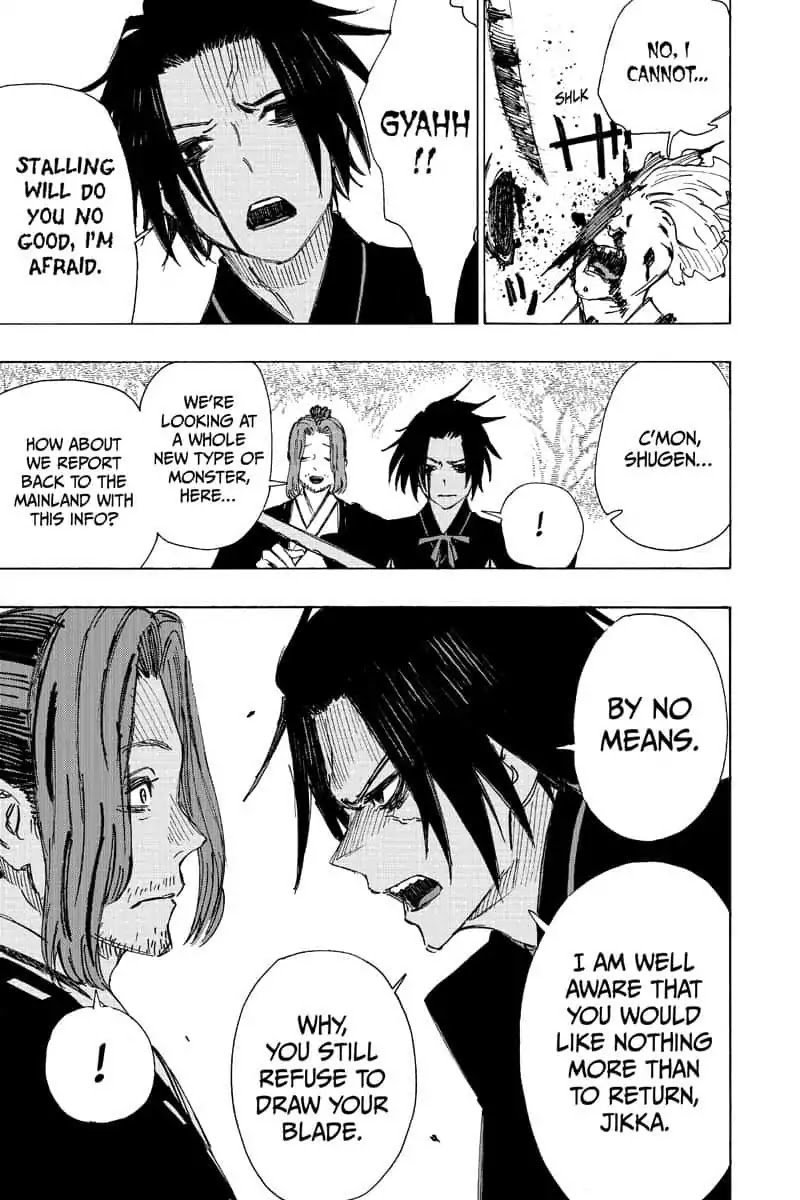 NO, I
CANNOT...
SHLK
GYAHH
!!
STALLING
WILL DO
YOU NO
GOOD, I'M
AFRAID.
C'MON,
SHUGEN...
!
WE'RE
LOOKING AT
A WHOLE
NEW TYPE OF
MONSTER,
HERE...
HOW ABOUT
WE REPORT
BACK TO THE
MAINLAND WITH
THIS INFO?
BY NO
MEANS.
I AM WELL
AWARE THAT
YOU WOULD
LIKE NOTHING
MORE THAN
TO RETURN,
JIKKA.
WHY,
YOU STILL
REFUSE TO
DRAW YOUR
BLADE.
!